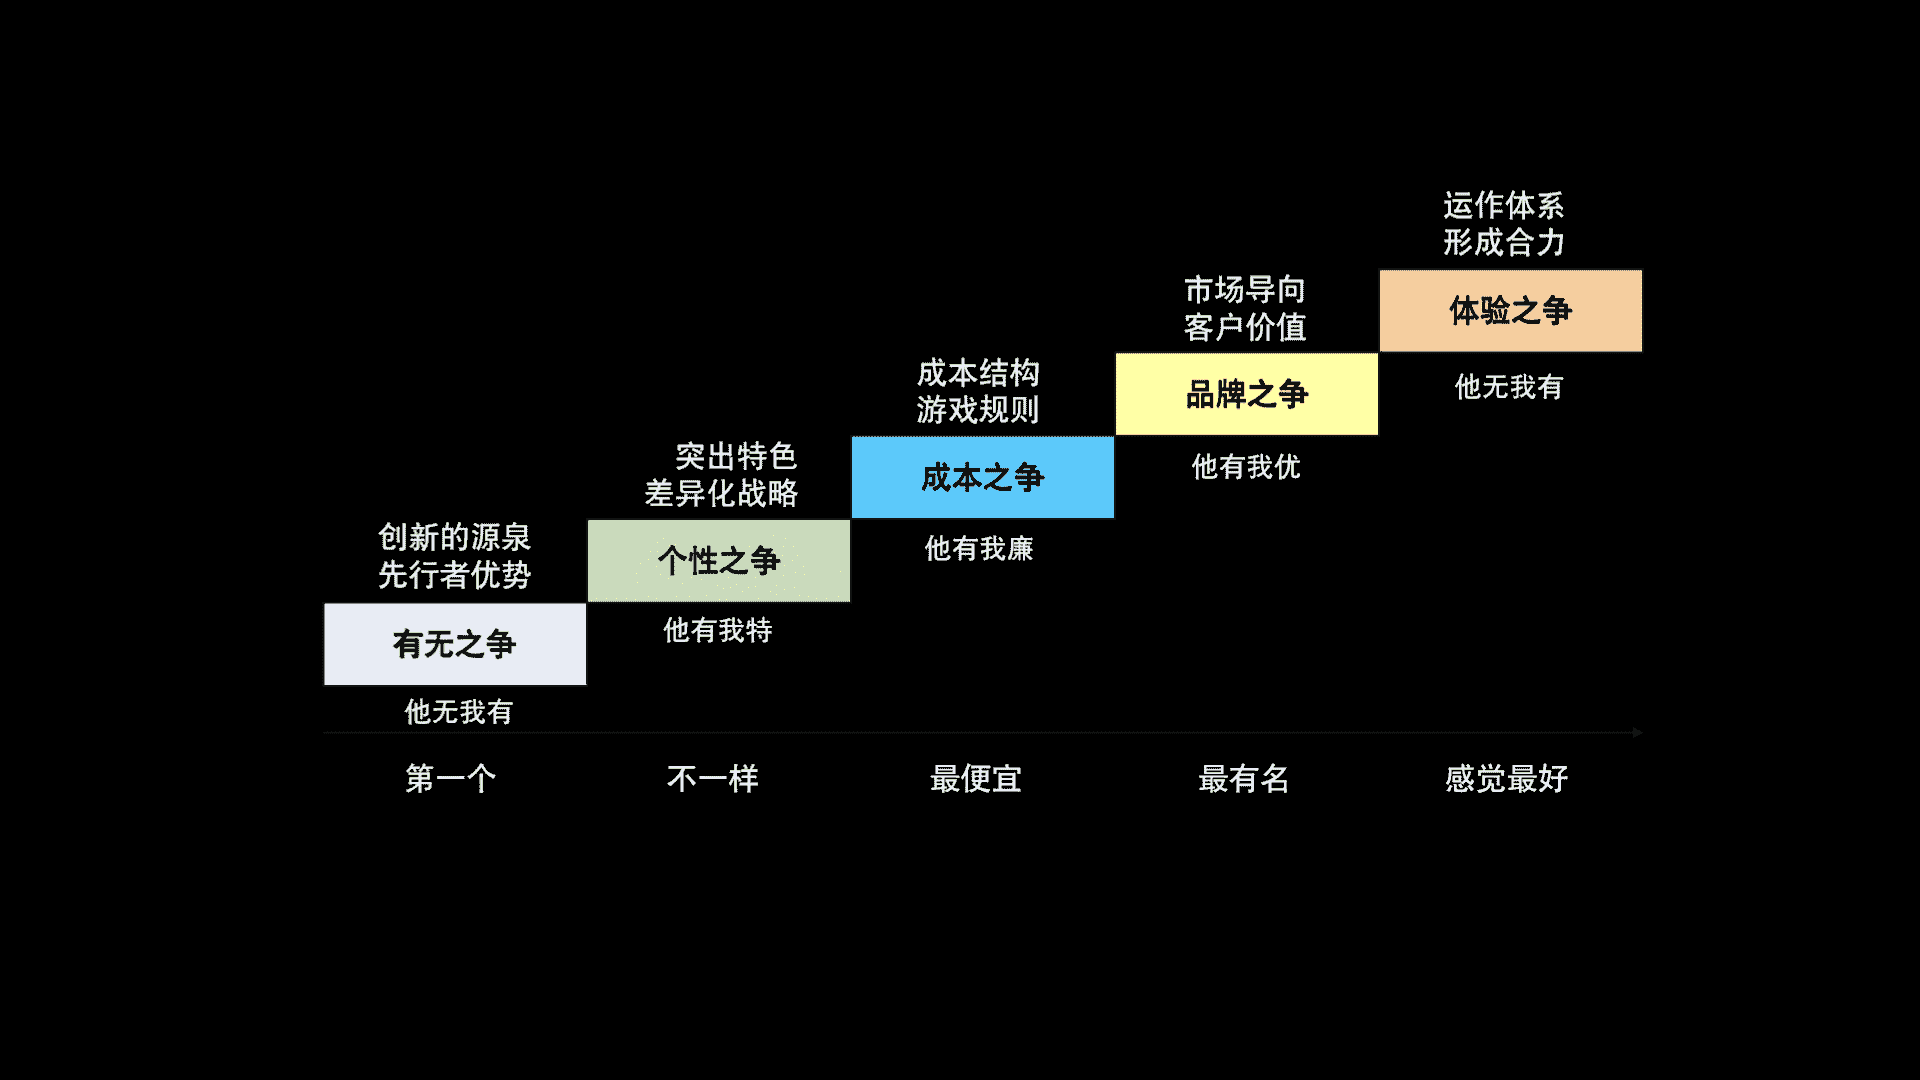 创新的源泉
先行者优势
有无之争
他无我有
第一个
突出特色
差异化战略
个性之争
他有我特
不一样
成本结构
游戏规则
成本之争
他有我廉
最便宜
市场导向
客户价值
品牌之争
他有我优
最有名
运作体系
形成合力
体验之争
他无我有
感觉最好